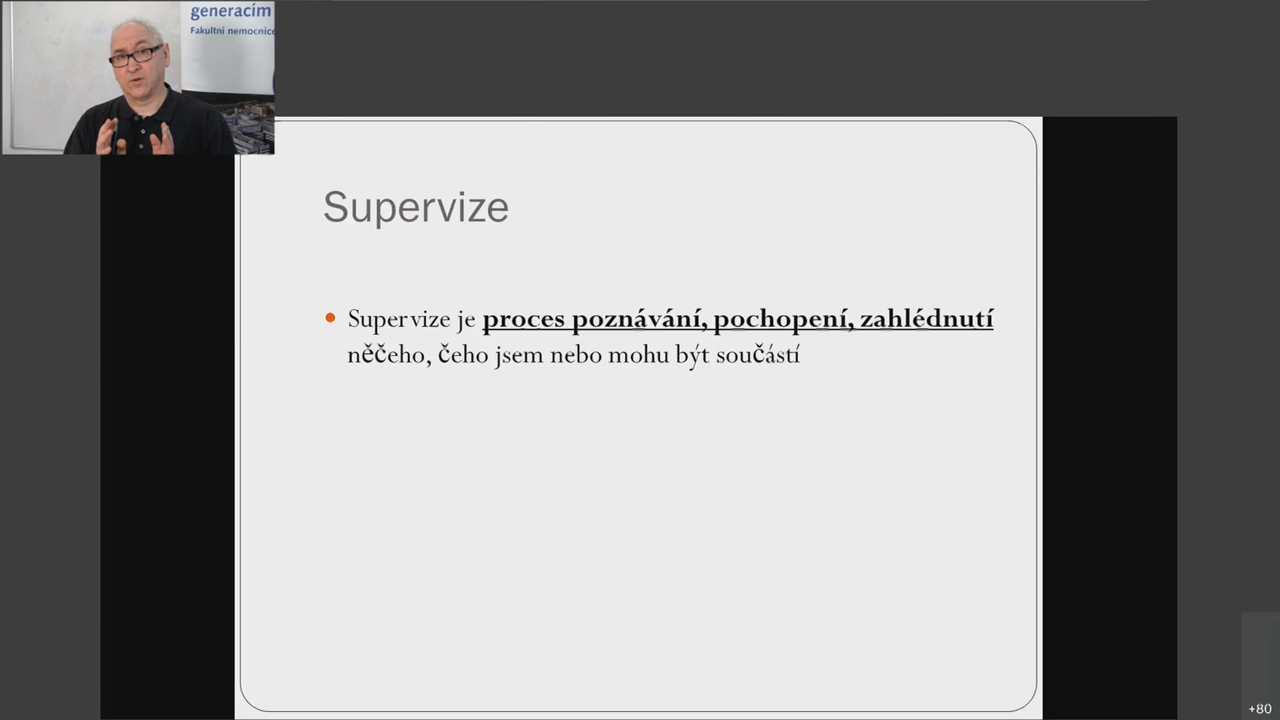 generacím
Fakultní nemocnice
Supervize
• Supervize je proces poznávání, pochopení, zahlédnutí
něčeho, čeho jsem nebo mohu být součástí
+80